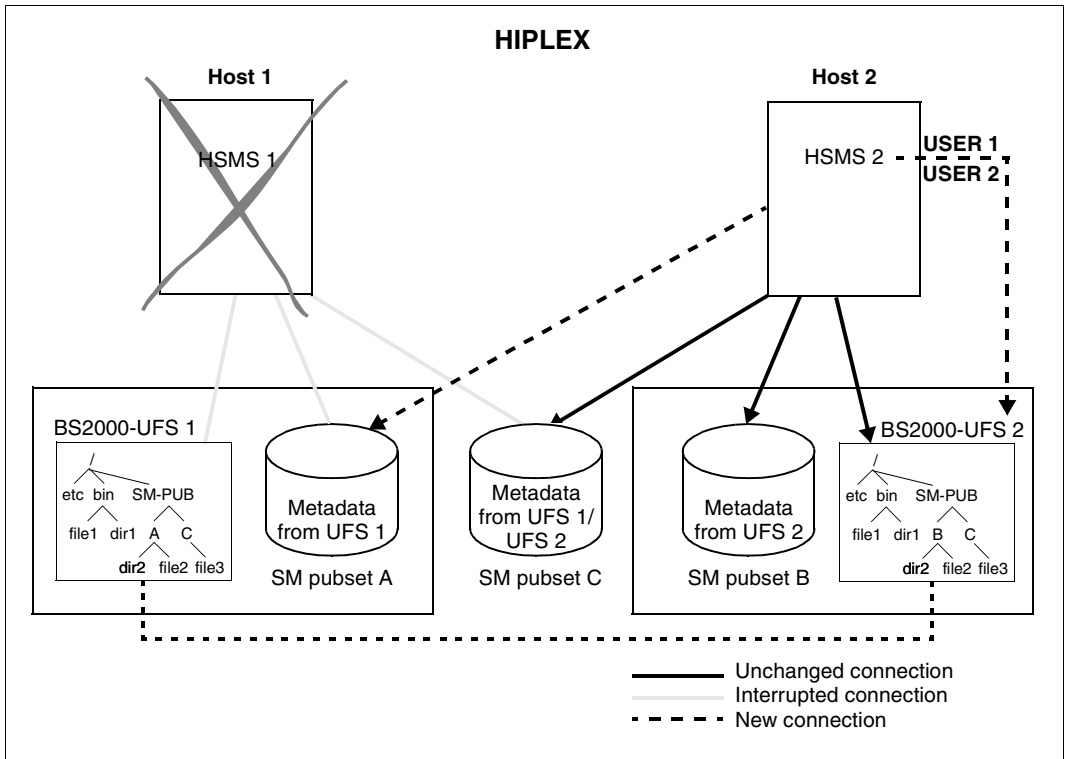 HIPLEX
Host 1
Host 2
HSMS 1
HSMS 2
USER 1
USER 2
BS2000-UFS 1
/
etc bin SM-PUB
file1 dir1 A C
dir2 file2 file3
Metadata
from UFS 1
SM pubset A
Metadata
from UFS 1/
UFS 2
SM pubset C
Metadata
from UFS 2
SM pubset B
BS2000-UFS 2
/
etc bin SM-PUB
file1 dir1 B C
dir2 file2 file3
Unchanged connection
Interrupted connection
New connection